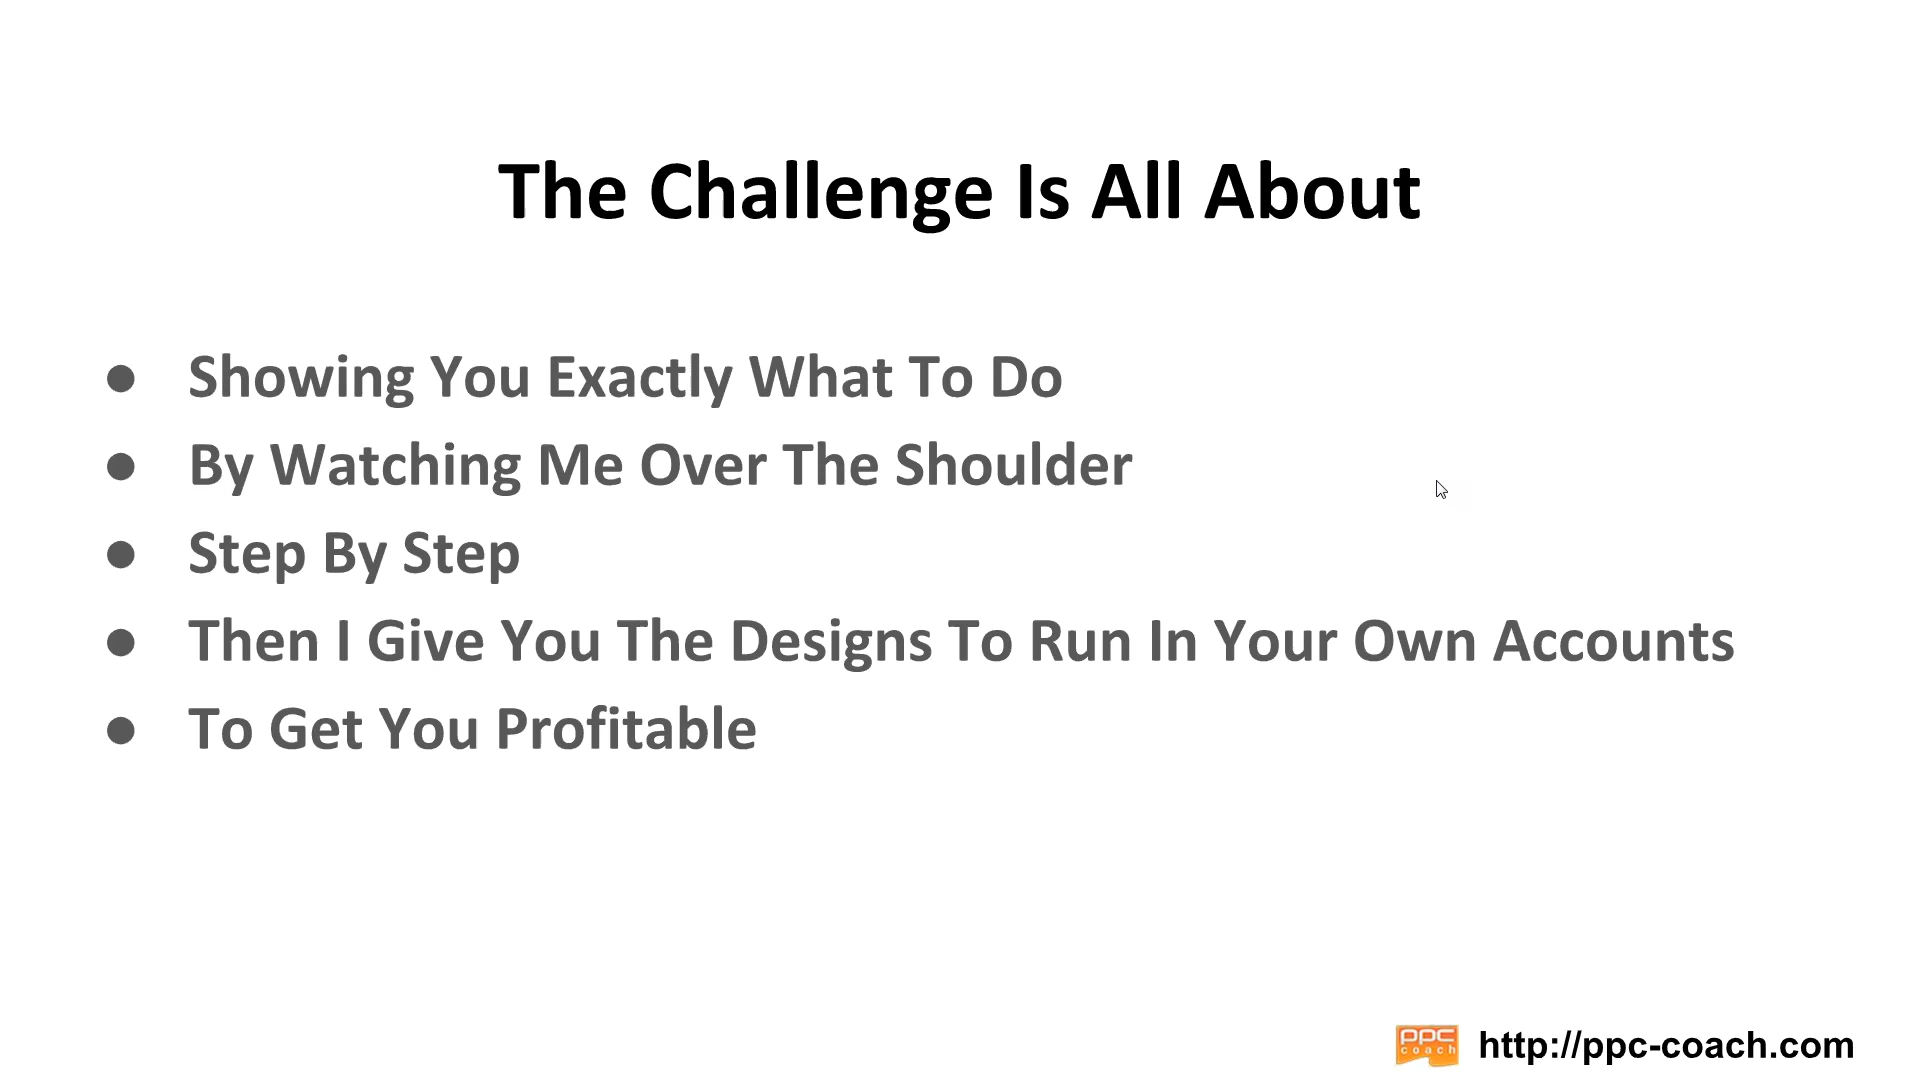 The Challenge Is All About
● Showing You Exactly What To Do
● By Watching Me Over The Shoulder
● Step By Step
● Then I Give You The Designs To Run In Your Own Accounts
● To Get You Profitable
ppc
coach
http://ppc-coach.com